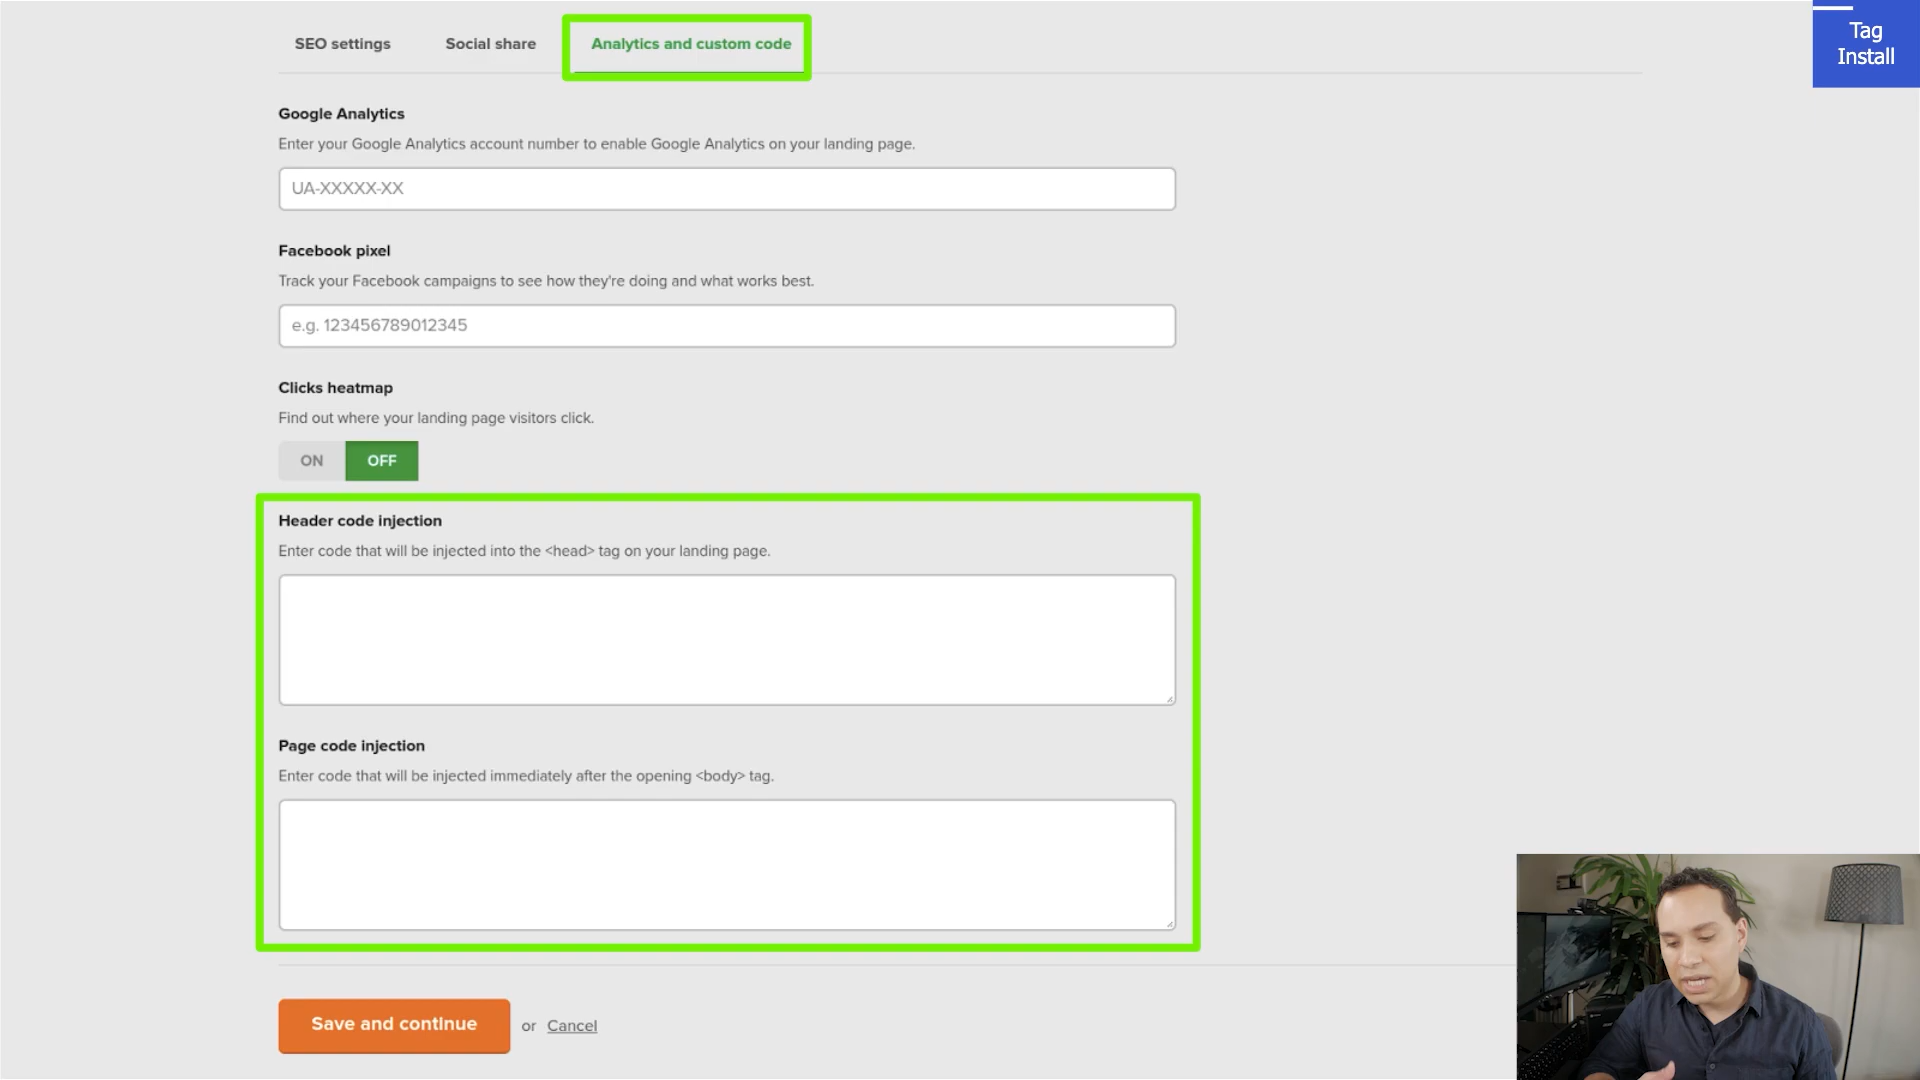 SEO settings
Social share
Analytics and custom code
Tag
Install
Google Analytics
Enter your Google Analytics account number to enable Google Analytics on your landing page.
UA-XXXXX-XX
Facebook pixel
Track your Facebook campaigns to see how they're doing and what works best.
e.g. 123456789012345
Clicks heatmap
Find out where your landing page visitors click.
ON
OFF
Header code injection
Enter code that will be injected into the <head> tag on your landing page.
Page code injection
Enter code that will be injected immediately after the opening <body> tag.
Save and continue
or Cancel